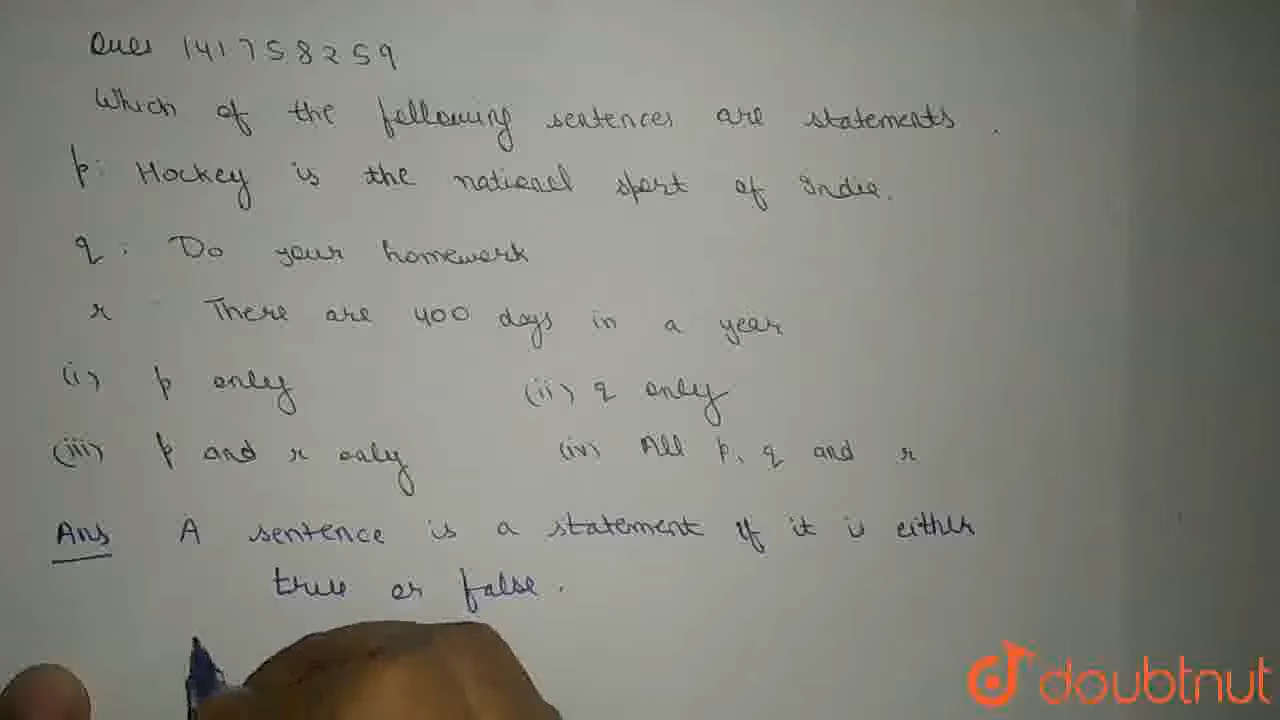 Ques 141758259
Which of the following sentences are statements.
p: Hockey is the national sport of India.
q: Do your homework
r There are 400 days in a year
(i) p only (ii) q only
(iii) p and r only (iv) All p, q and r
Ans A sentence is a statement if it is either
true or false.
doubtnut